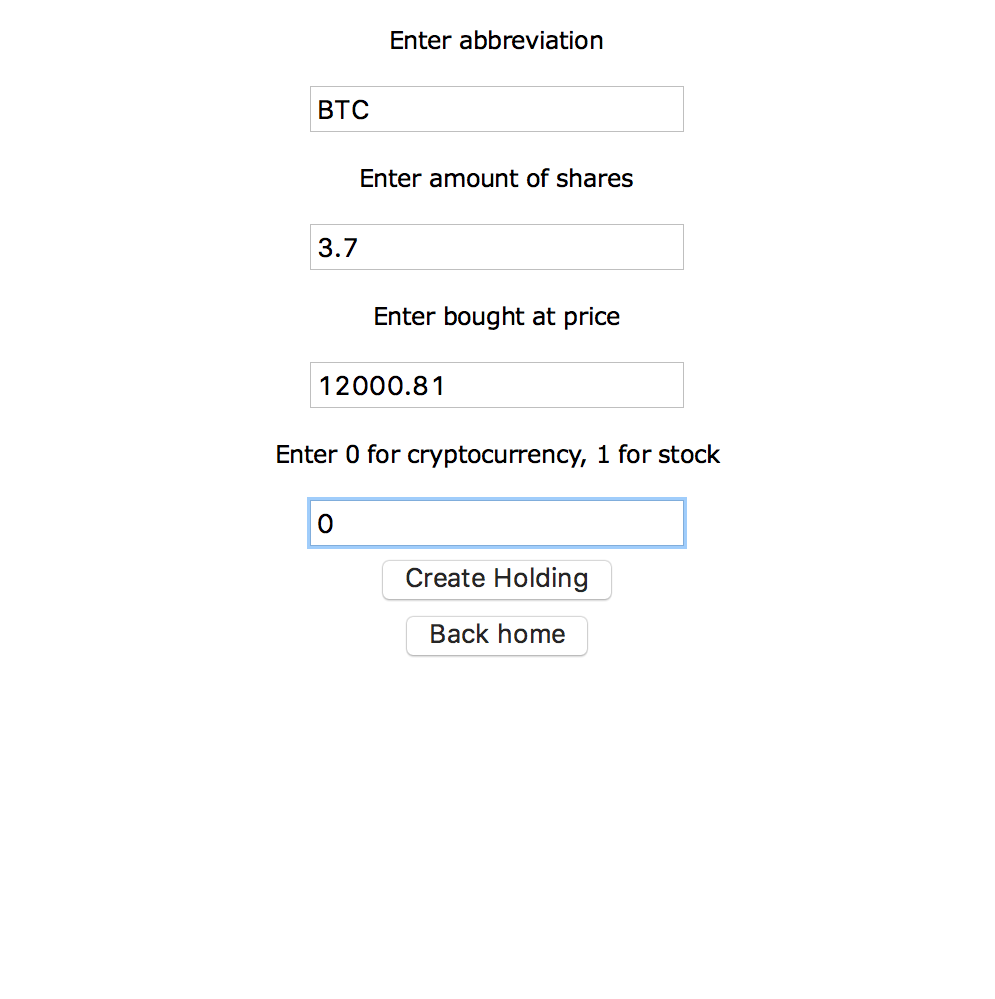 Enter abbreviation
BTC
Enter amount of shares
3.7
Enter bought at price
12000.81
Enter 0 for cryptocurrency, 1 for stock
0
Create Holding
Back home